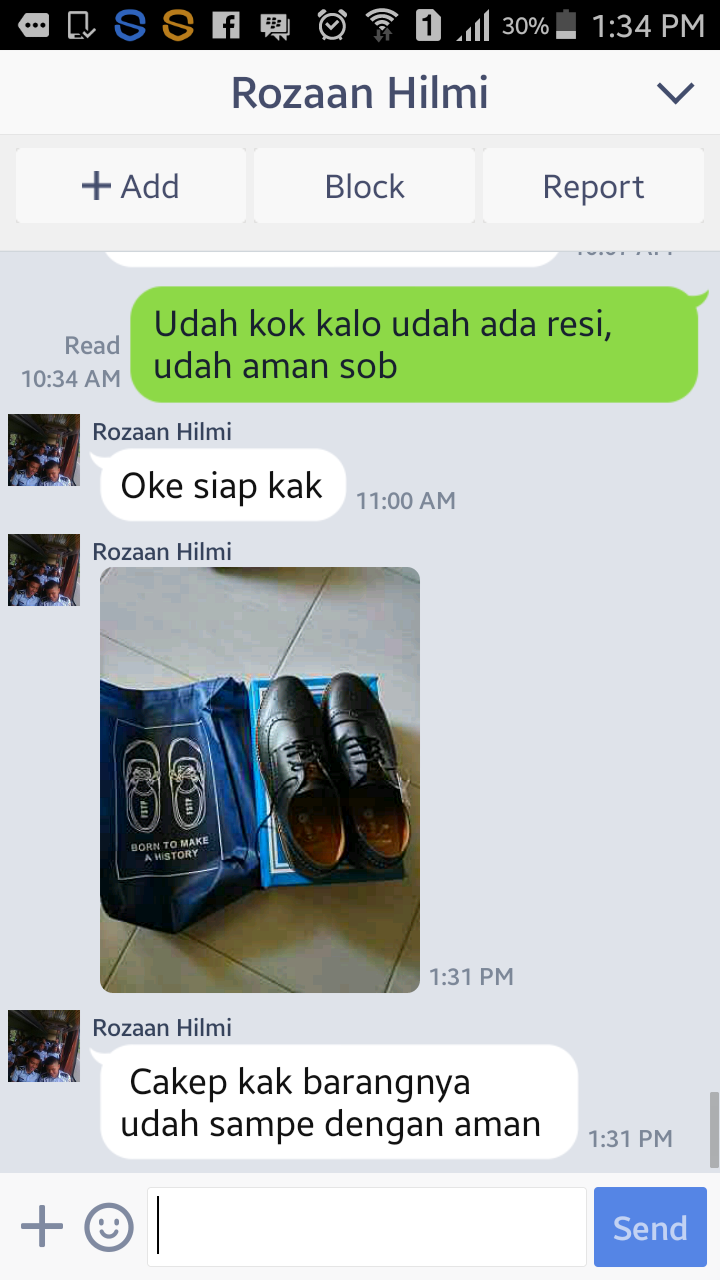 30%
1:34 PM
Rozaan Hilmi
+ Add
Block
Report
Udah kok kalo udah ada resi,
udah aman sob
Read
10:34 AM
Rozaan Hilmi
Oke siap kak
11:00 AM
Rozaan Hilmi
FSTP FSTP
BORN TO MAKE
A HISTORY
1:31 PM
Rozaan Hilmi
Cakep kak barangnya
udah sampe dengan aman
1:31 PM
Send